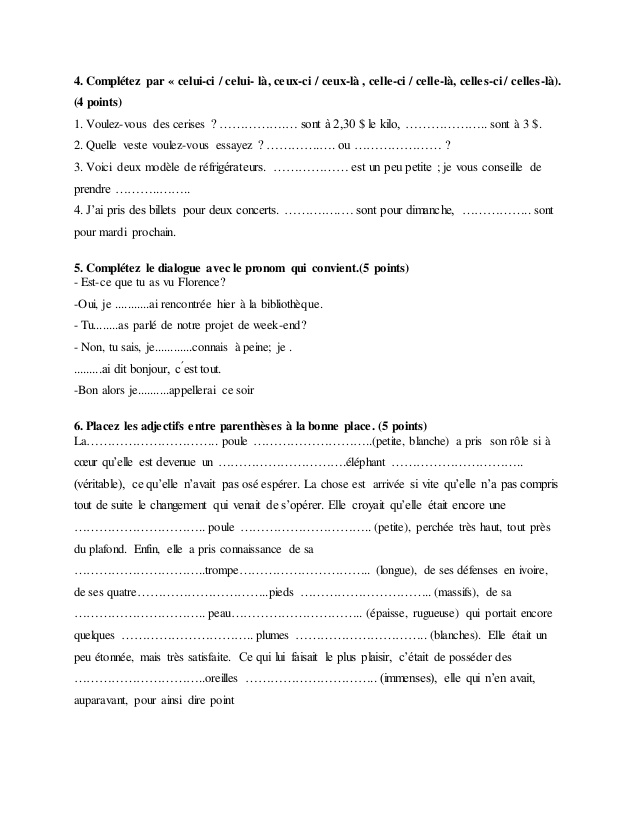 4. Complétez par « celui-ci / celui- là, ceux-ci / ceux-là , celle-ci / celle-là, celles-ci / celles-là).
(4 points)
1. Voulez-vous des cerises ? ……………… sont à 2,30 $ le kilo, ……………….. sont à 3 $.
2. Quelle veste voulez-vous essayez ? ……………. ou ………………… ?
3. Voici deux modèle de réfrigérateurs. ……………… est un peu petite ; je vous conseille de
prendre ……………..
4. J’ai pris des billets pour deux concerts. ……………. sont pour dimanche, ……………. sont
pour mardi prochain.
5. Complétez le dialogue avec le pronom qui convient.(5 points)
- Est-ce que tu as vu Florence?
-Oui, je ...........ai rencontrée hier à la bibliothèque.
- Tu........as parlé de notre projet de week-end?
- Non, tu sais, je............connais à peine; je .
.........ai dit bonjour, c´est tout.
-Bon alors je..........appellerai ce soir
6. Placez les adjectifs entre parenthèses à la bonne place. (5 points)
La…………………………. poule ……………………….(petite, blanche) a pris son rôle si à
cœur qu’elle est devenue un ………………………….éléphant ………………………….
(véritable), ce qu’elle n’avait pas osé espérer. La chose est arrivée si vite qu’elle n’a pas compris
tout de suite le changement qui venait de s’opérer. Elle croyait qu’elle était encore une
…………………………. poule …………………………. (petite), perchée très haut, tout près
du plafond. Enfin, elle a pris connaissance de sa
………………………….trompe………………………….. (longue), de ses défenses en ivoire,
de ses quatre…………………………..pieds …………………………. (massifs), de sa
…………………………. peau………………………….. (épaisse, rugueuse) qui portait encore
quelques …………………………. plumes …………………………. (blanches). Elle était un
peu étonnée, mais très satisfaite. Ce qui lui faisait le plus plaisir, c’était de posséder des
………………………….oreilles …………………………. (immenses), elle qui n’en avait,
auparavant, pour ainsi dire point